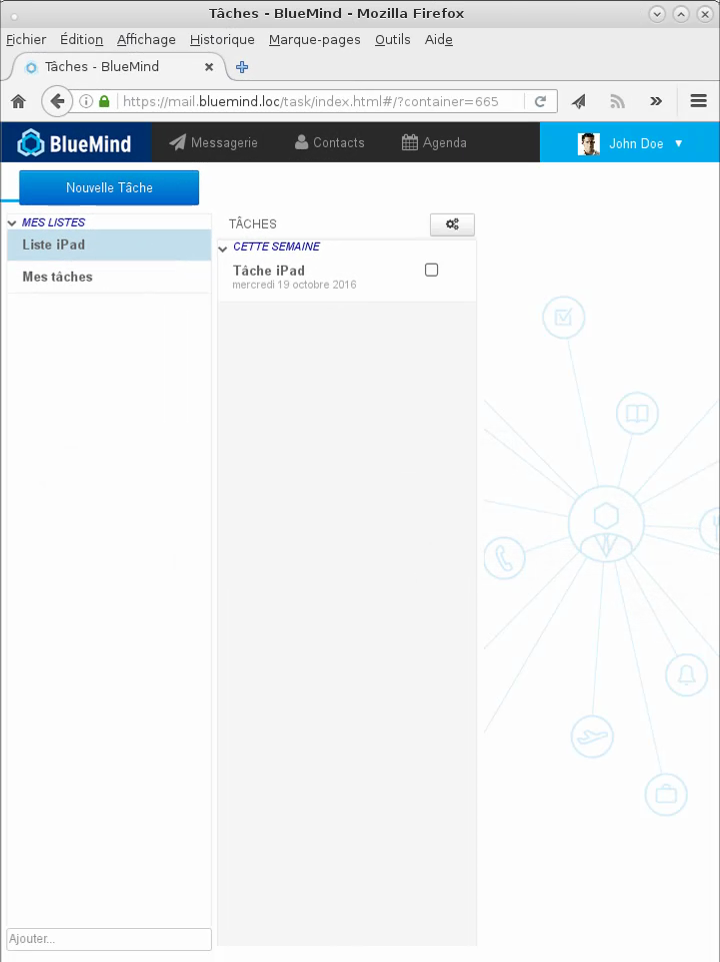 Tâches - BlueMind - Mozilla Firefox
Fichier Édition Affichage Historique Marque-pages Outils Aide
Tâches - BlueMind
https://mail.bluemind.loc/task/index.html#/?container=665
BlueMind Messagerie Contacts Agenda John Doe
Nouvelle Tâche
MES LISTES
Liste iPad
Mes tâches
TÂCHES
CETTE SEMAINE
Tâche iPad
mercredi 19 octobre 2016
Ajouter...